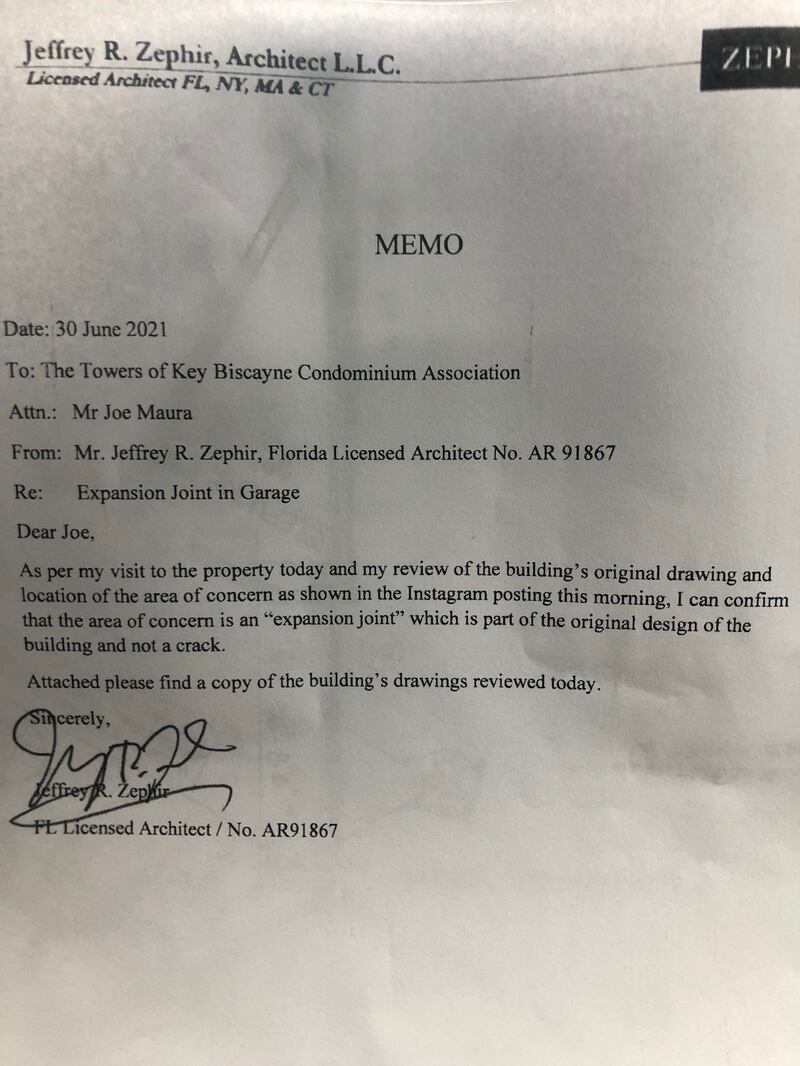 Jeffrey R. Zephir, Architect L.L.C.
Licensed Architect FL, NY, MA & CT
ZEPH
MEMO
Date: 30 June 2021
To: The Towers of Key Biscayne Condominium Association
Attn.: Mr Joe Maura
From: Mr. Jeffrey R. Zephir, Florida Licensed Architect No. AR 91867
Re: Expansion Joint in Garage
Dear Joe,
As per my visit to the property today and my review of the building's original drawing and
location of the area of concern as shown in the Instagram posting this morning, I can confirm
that the area of concern is an “expansion joint” which is part of the original design of the
building and not a crack.
Attached please find a copy of the building's drawings reviewed today.
Sincerely,
Jeffrey R. Zephir
FL Licensed Architect / No. AR91867